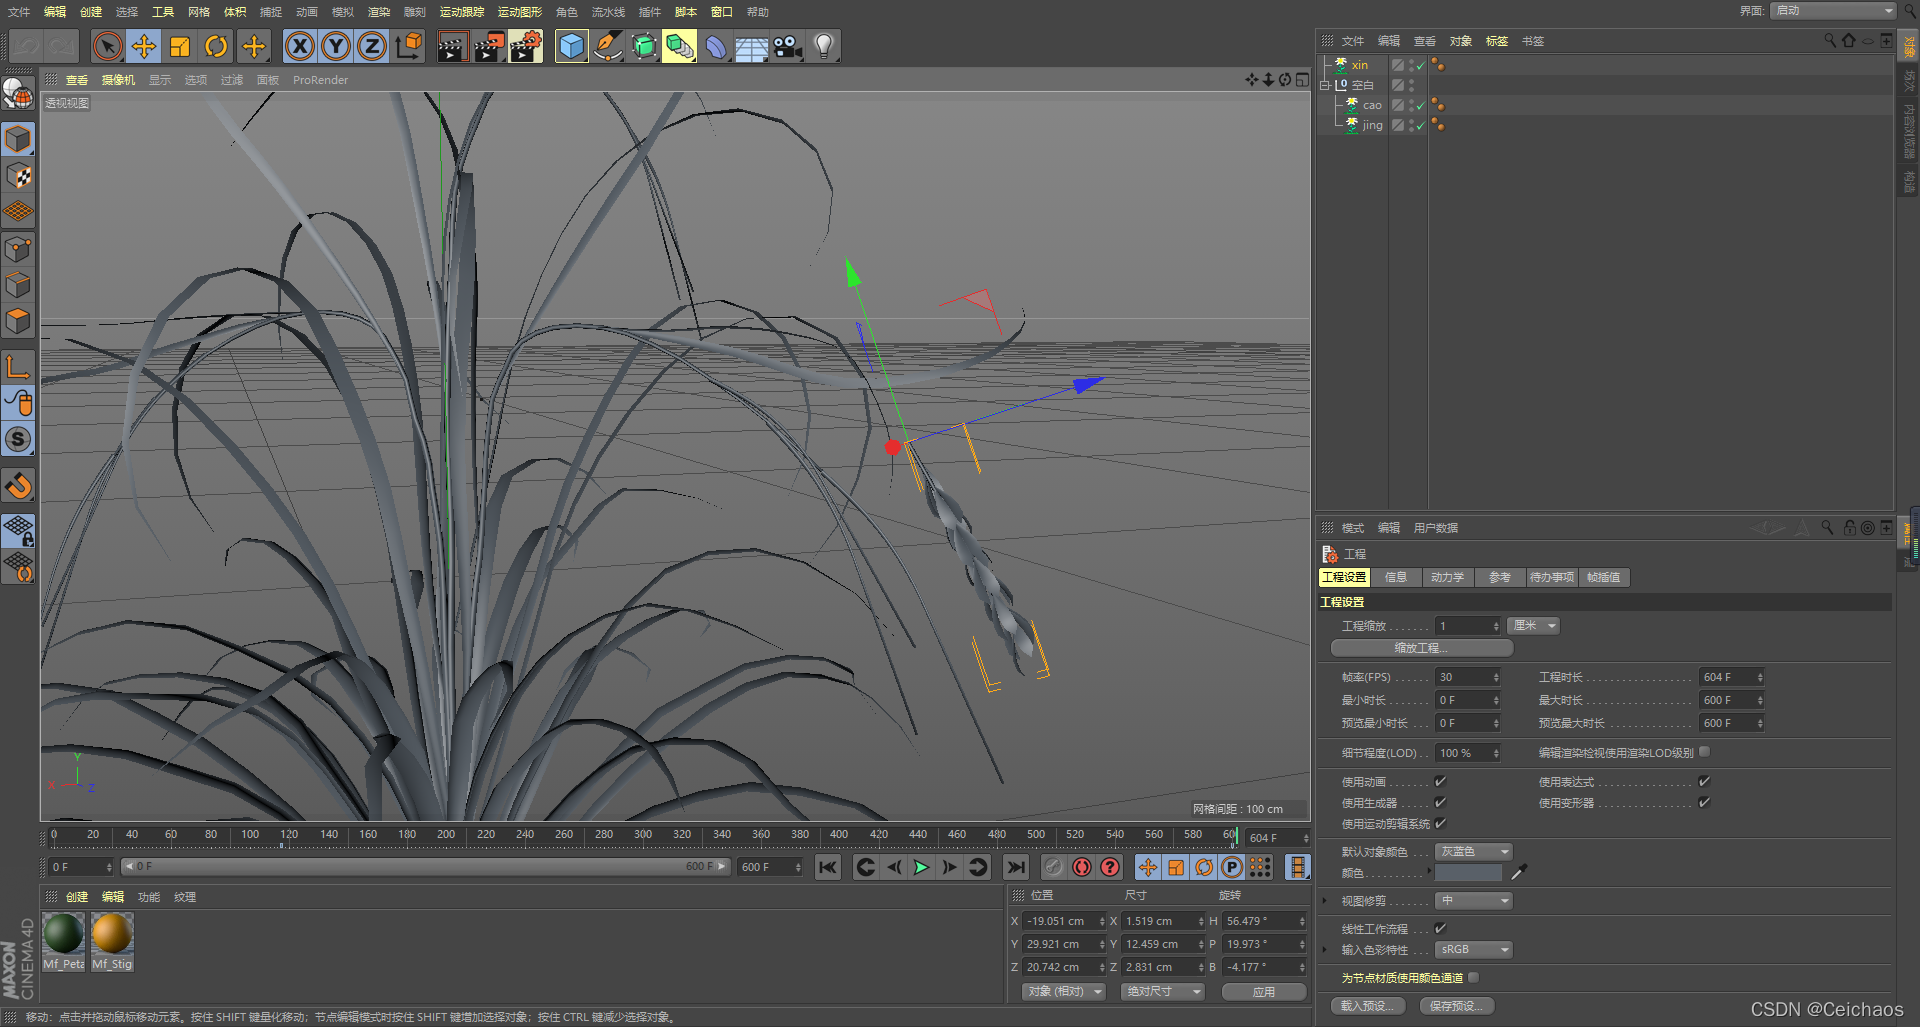 文件 编辑 创建 选择 工具 网格 体积 捕捉 动画 模拟 渲染 雕刻 运动跟踪 运动图形 角色 流水线 插件 脚本 窗口 帮助
界面: 启动
X Y Z
查看 摄像机 显示 选项 过滤 面板 ProRender
透视视图
文件 编辑 查看 对象 标签 书签
xin
空白
cao
jing
对象
场次
内容浏览器
构造
模式 编辑 用户数据
工程
工程设置 信息 动力学 参考 待办事项 帧插值
工程设置
工程缩放 . . . . . . . 1 厘米
缩放工程...
帧率(FPS) . . . . . . 30 工程时长 604 F
最小时长 0 F 最大时长 600 F
预览最小时长 . . . 0 F 预览最大时长 600 F
细节程度(LOD) . . 100 % 编辑渲染检视使用渲染LOD级别
使用动画 使用表达式
使用生成器 使用变形器
使用运动剪辑系统
默认对象颜色 . . . 灰蓝色
颜色
视图修剪 中
线性工作流程
输入色彩特性 sRGB
为节点材质使用颜色通道
载入预设... 保存预设...
Y
X Z
网格间距 : 100 cm
0 20 40 60 80 100 120 140 160 180 200 220 240 260 280 300 320 340 360 380 400 420 440 460 480 500 520 540 560 580 60 604 F
0 F 0 F 600 F 600 F
创建 编辑 功能 纹理
Mf_Peta Mf_Stig
位置 尺寸 旋转
X -19.051 cm X 1.519 cm H 56.479 °
Y 29.921 cm Y 12.459 cm P 19.973 °
Z 20.742 cm Z 2.831 cm B -4.177 °
对象 (相对) 绝对尺寸 应用
MAXON
CINEMA 4D
移动 : 点击并拖动鼠标移动元素。按住 SHIFT 键量化移动 ; 节点编辑模式时按住 SHIFT 键增加选择对象 ; 按住 CTRL 键减少选择对象。
CSDN @Ceichaos